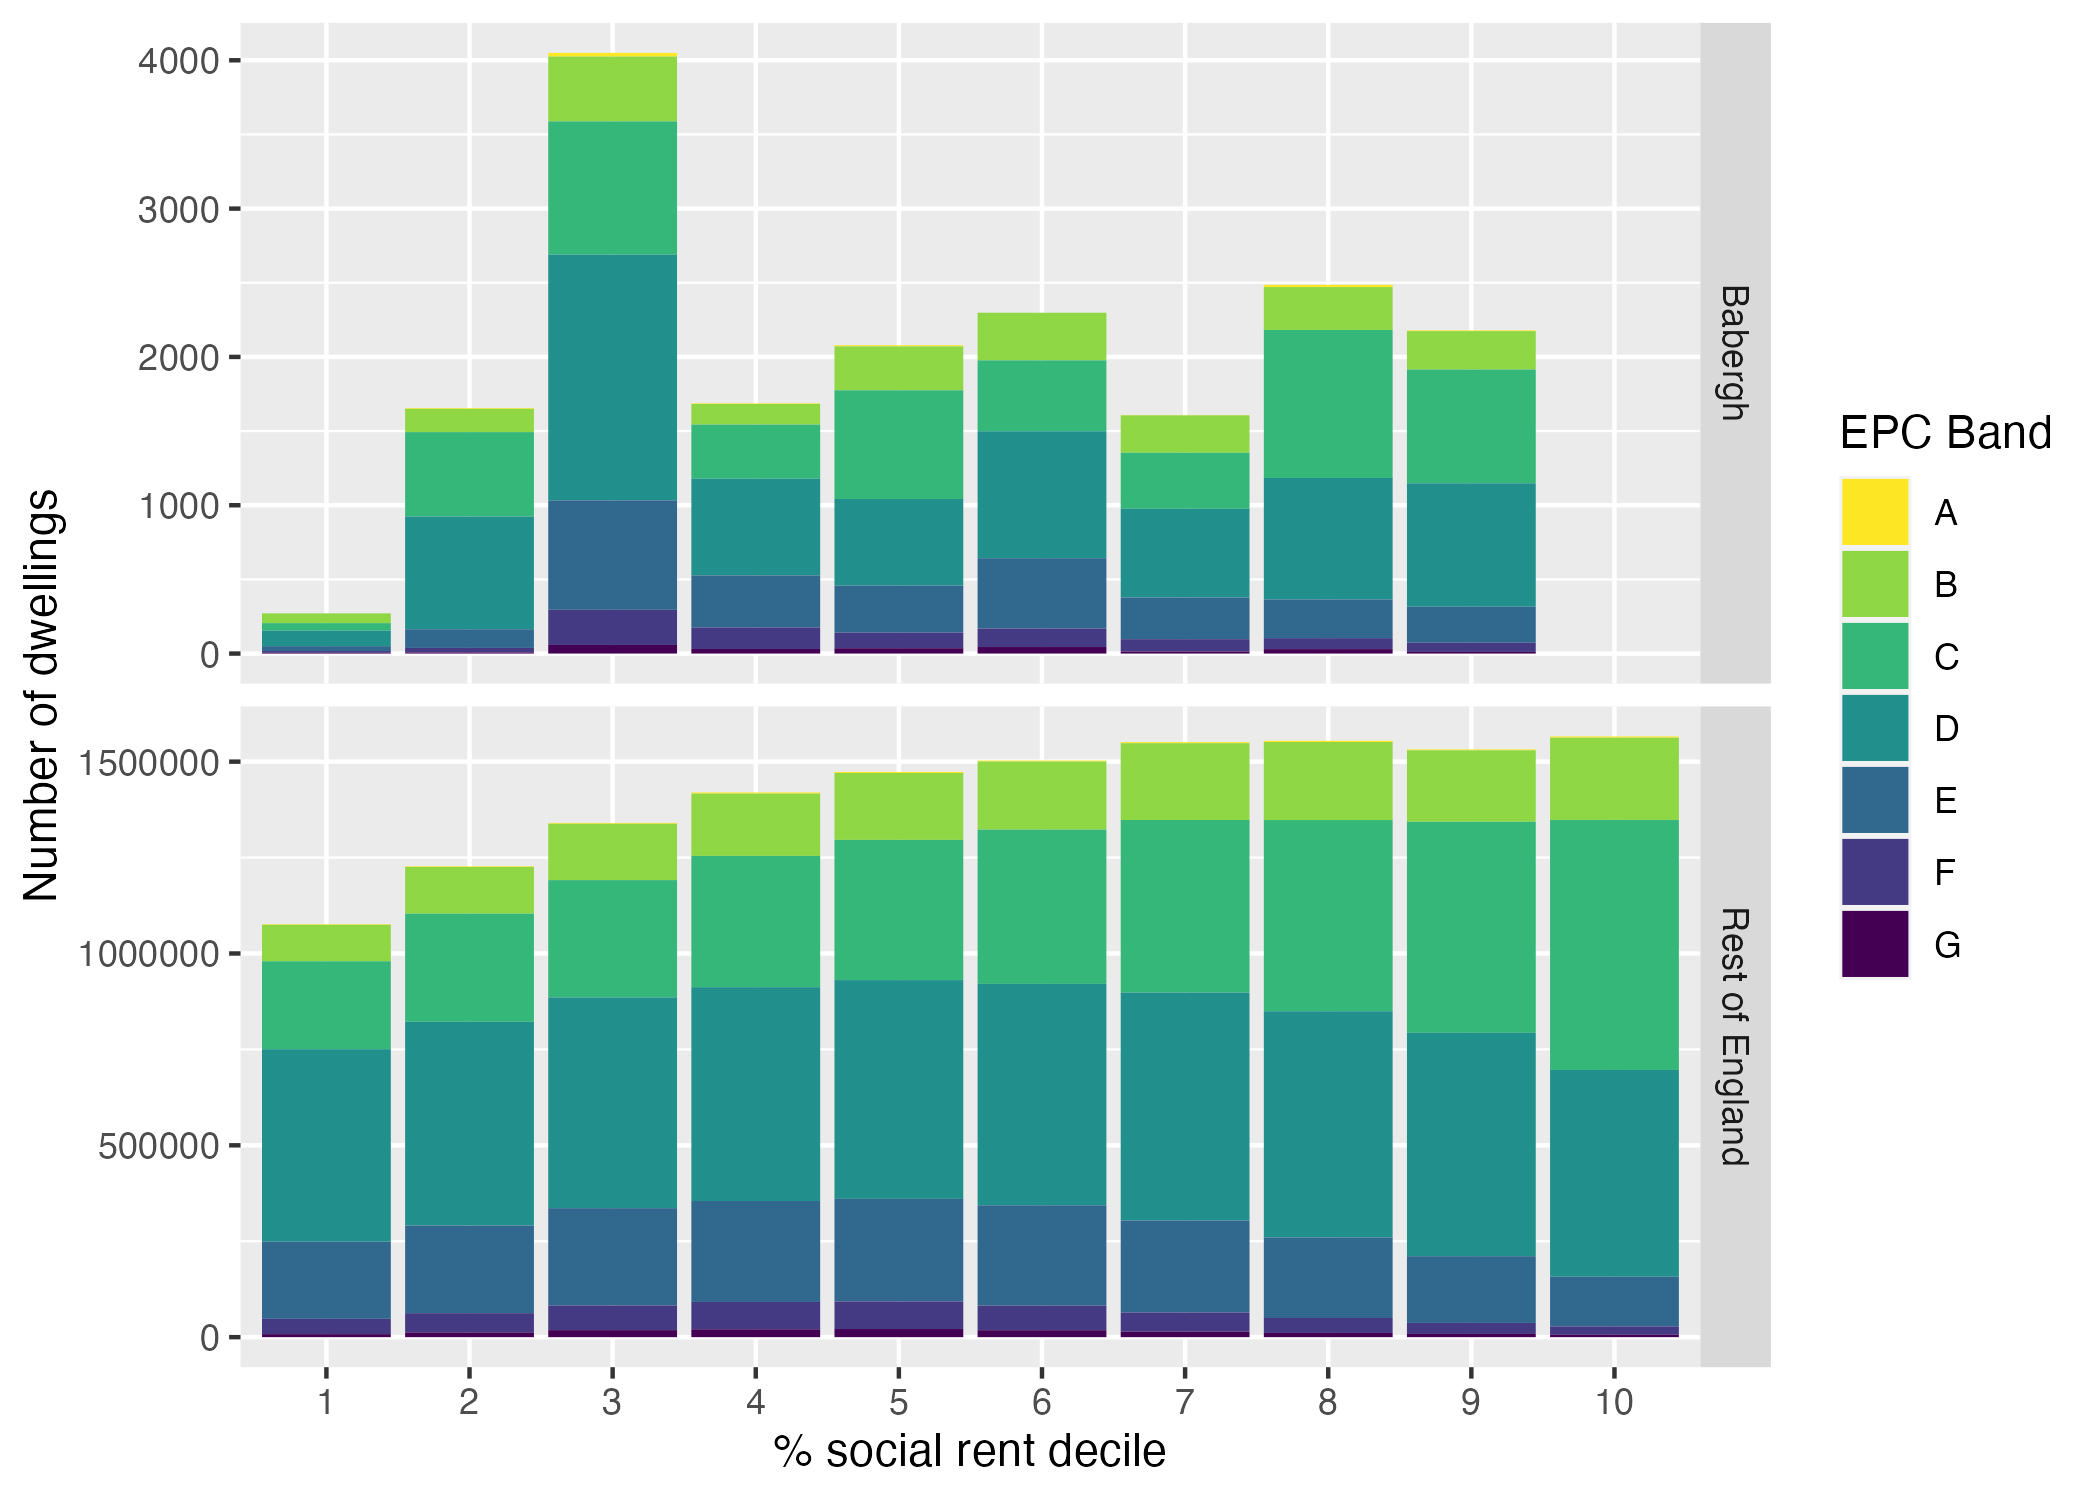 Number of dwellings
4000
3000
2000
1000
0
Babergh
1500000
1000000
500000
0
Rest of England
1 2 3 4 5 6 7 8 9 10
% social rent decile
EPC Band
A
B
C
D
E
F
G